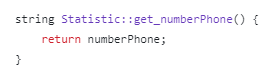 string Statistic::get_numberPhone() {
    return numberPhone;
}